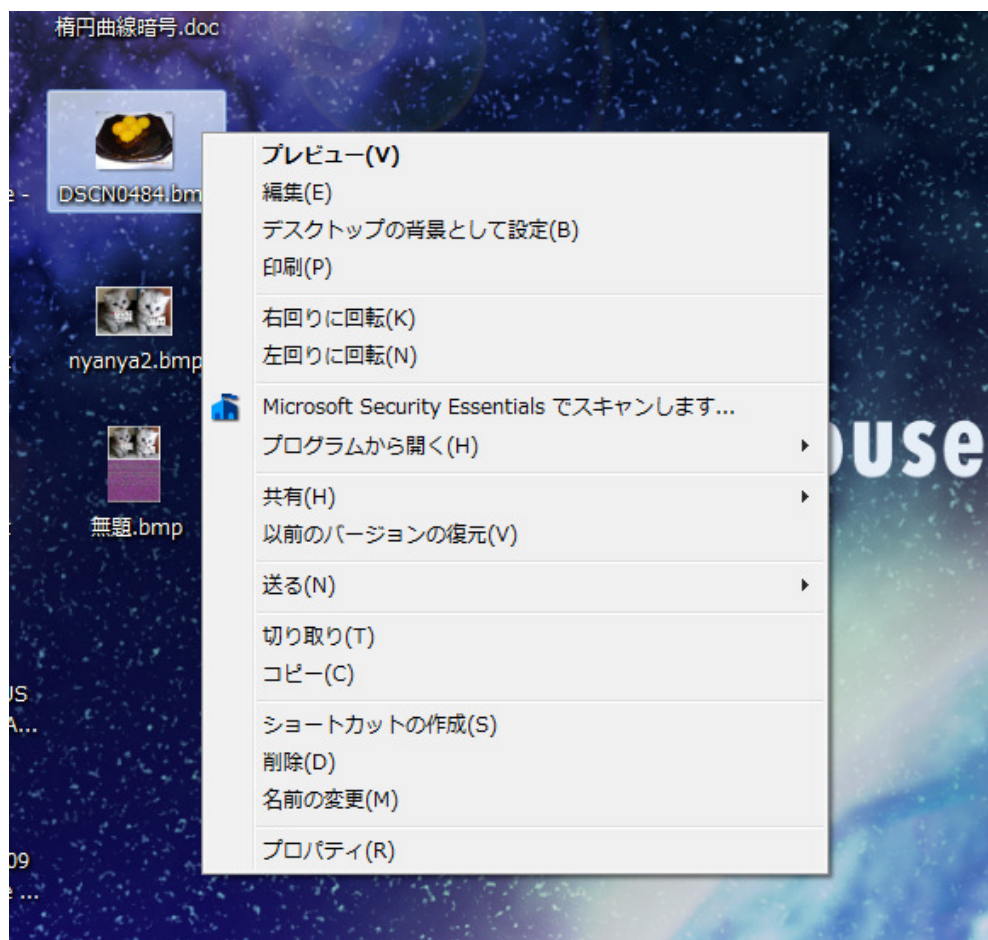 楕円曲線暗号.doc
DSCN0484.bm
nyanya2.bmp
無題.bmp
プレビュー(V)
編集(E)
デスクトップの背景として設定(B)
印刷(P)
右回りに回転(K)
左回りに回転(N)
Microsoft Security Essentials でスキャンします...
プログラムから開く(H)
共有(H)
以前のバージョンの復元(V)
送る(N)
切り取り(T)
コピー(C)
ショートカットの作成(S)
削除(D)
名前の変更(M)
プロパティ(R)
ouse
e -
US
A...
09
e ...